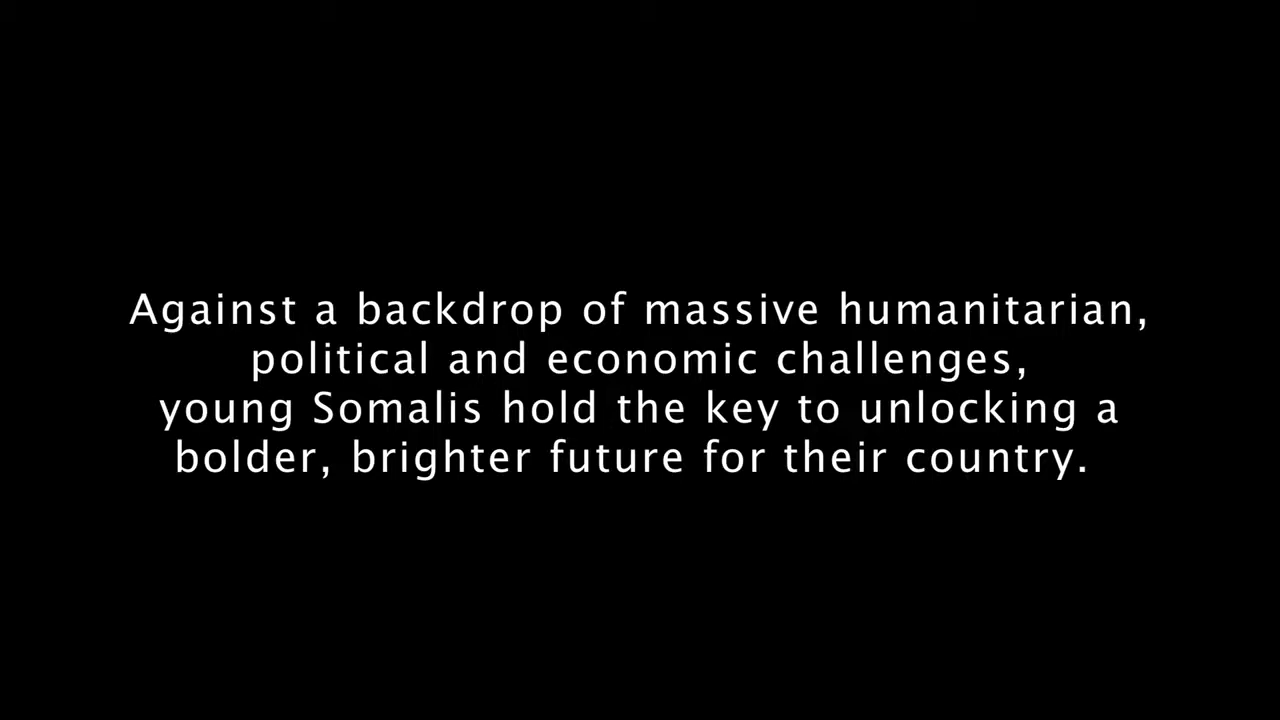 Against a backdrop of massive humanitarian,
political and economic challenges,
young Somalis hold the key to unlocking a
bolder, brighter future for their country.